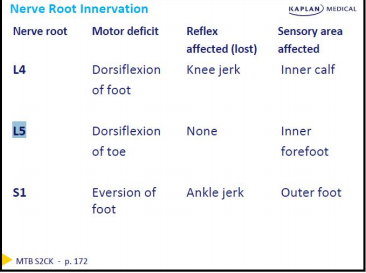 Nerve Root Innervation
KAPLAN MEDICAL
Nerve root Motor deficit Reflex affected (lost) Sensory area affected
L4 Dorsiflexion of foot Knee jerk Inner calf
L5 Dorsiflexion of toe None Inner forefoot
S1 Eversion of foot Ankle jerk Outer foot
MTB S2CK - p. 172